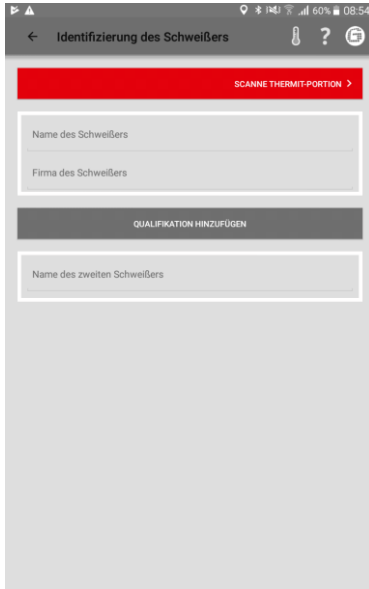 60% 08:54
Identifizierung des Schweißers ?
SCANNE THERMIT-PORTION >
Name des Schweißers
Firma des Schweißers
QUALIFIKATION HINZUFÜGEN
Name des zweiten Schweißers